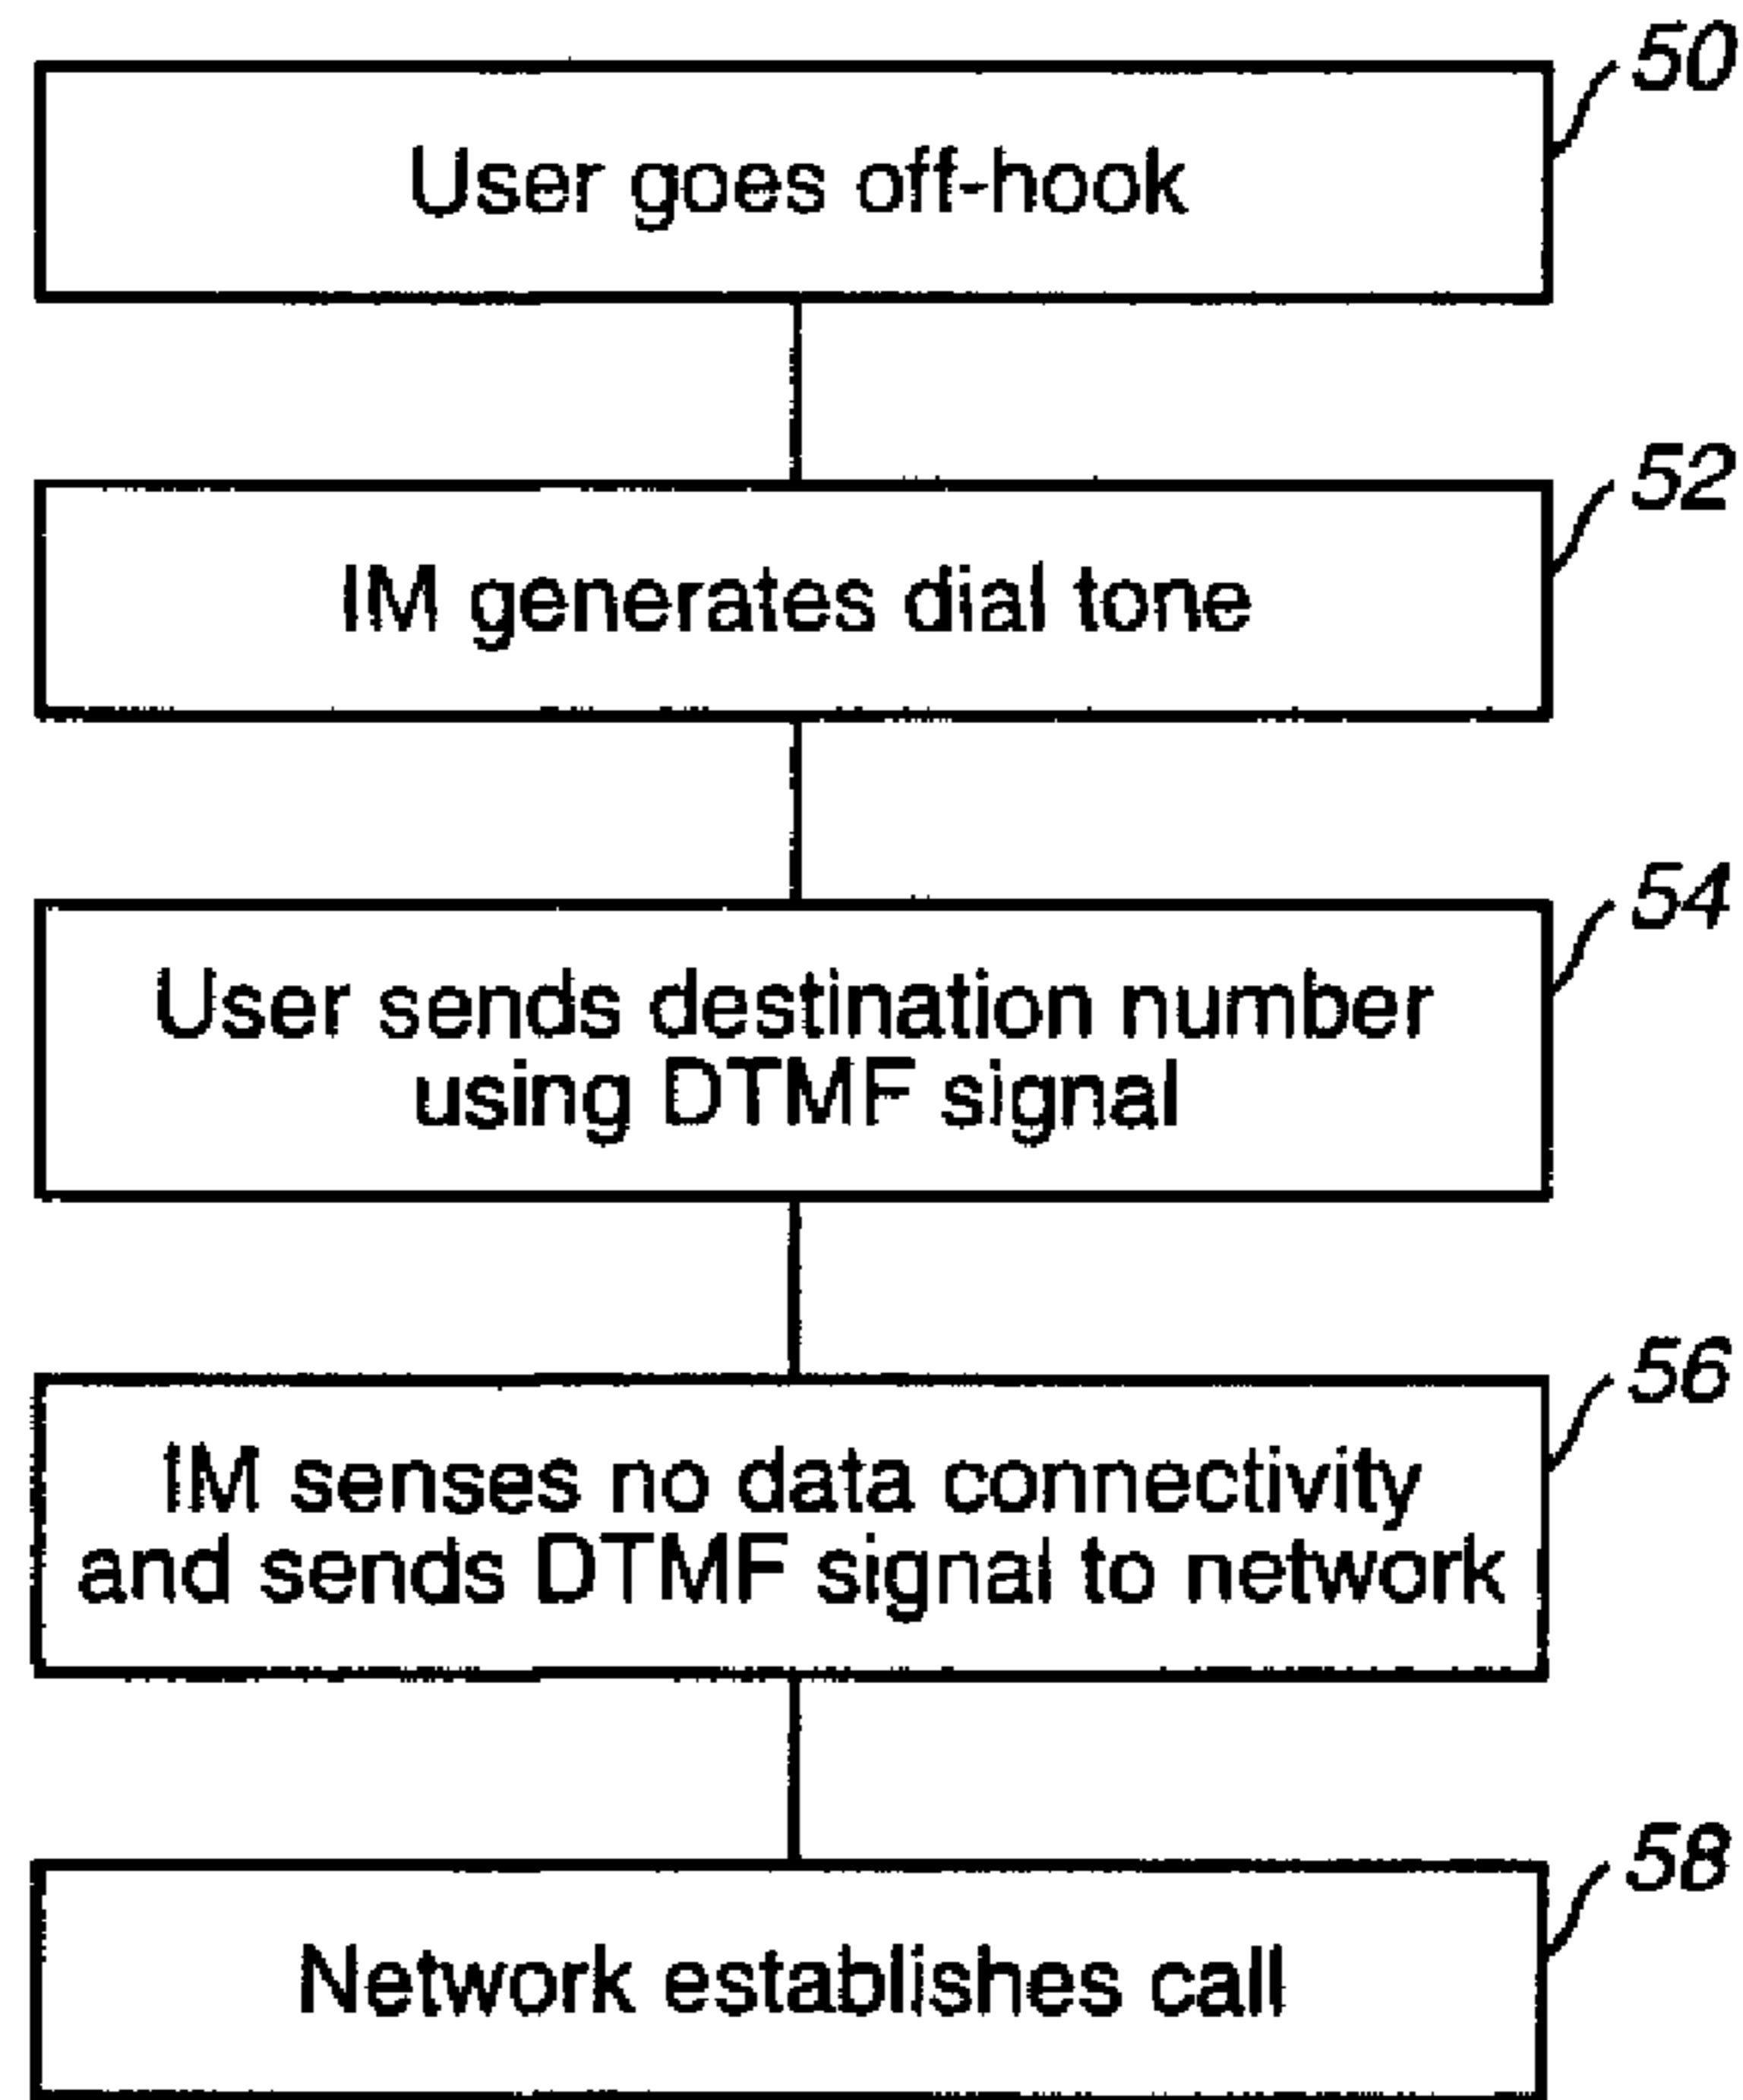 50
User goes off-hook
52
IM generates dial tone
54
User sends destination number
using DTMF signal
56
IM senses no data connectivity
and sends DTMF signal to network
58
Network establishes call